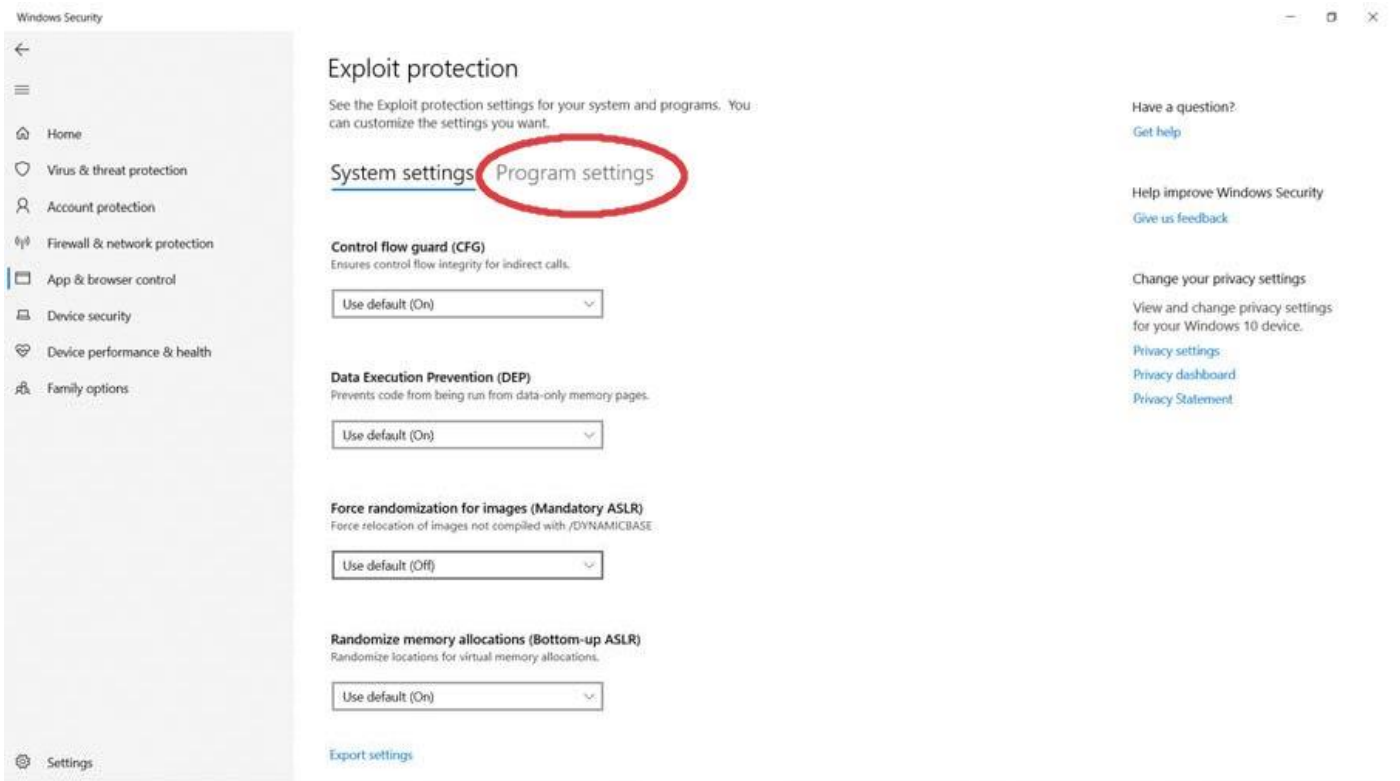 Windows Security
Home
Virus & threat protection
Account protection
Firewall & network protection
App & browser control
Device security
Device performance & health
Family options
Settings
Exploit protection
See the Exploit protection settings for your system and programs. You
can customize the settings you want.
System settings Program settings
Control flow guard (CFG)
Ensures control flow integrity for indirect calls.
Use default (On)
Data Execution Prevention (DEP)
Prevents code from being run from data-only memory pages.
Use default (On)
Force randomization for images (Mandatory ASLR)
Force relocation of images not compiled with /DYNAMICBASE
Use default (Off)
Randomize memory allocations (Bottom-up ASLR)
Randomize locations for virtual memory allocations.
Use default (On)
Export settings
Have a question?
Get help
Help improve Windows Security
Give us feedback
Change your privacy settings
View and change privacy settings
for your Windows 10 device.
Privacy settings
Privacy dashboard
Privacy Statement